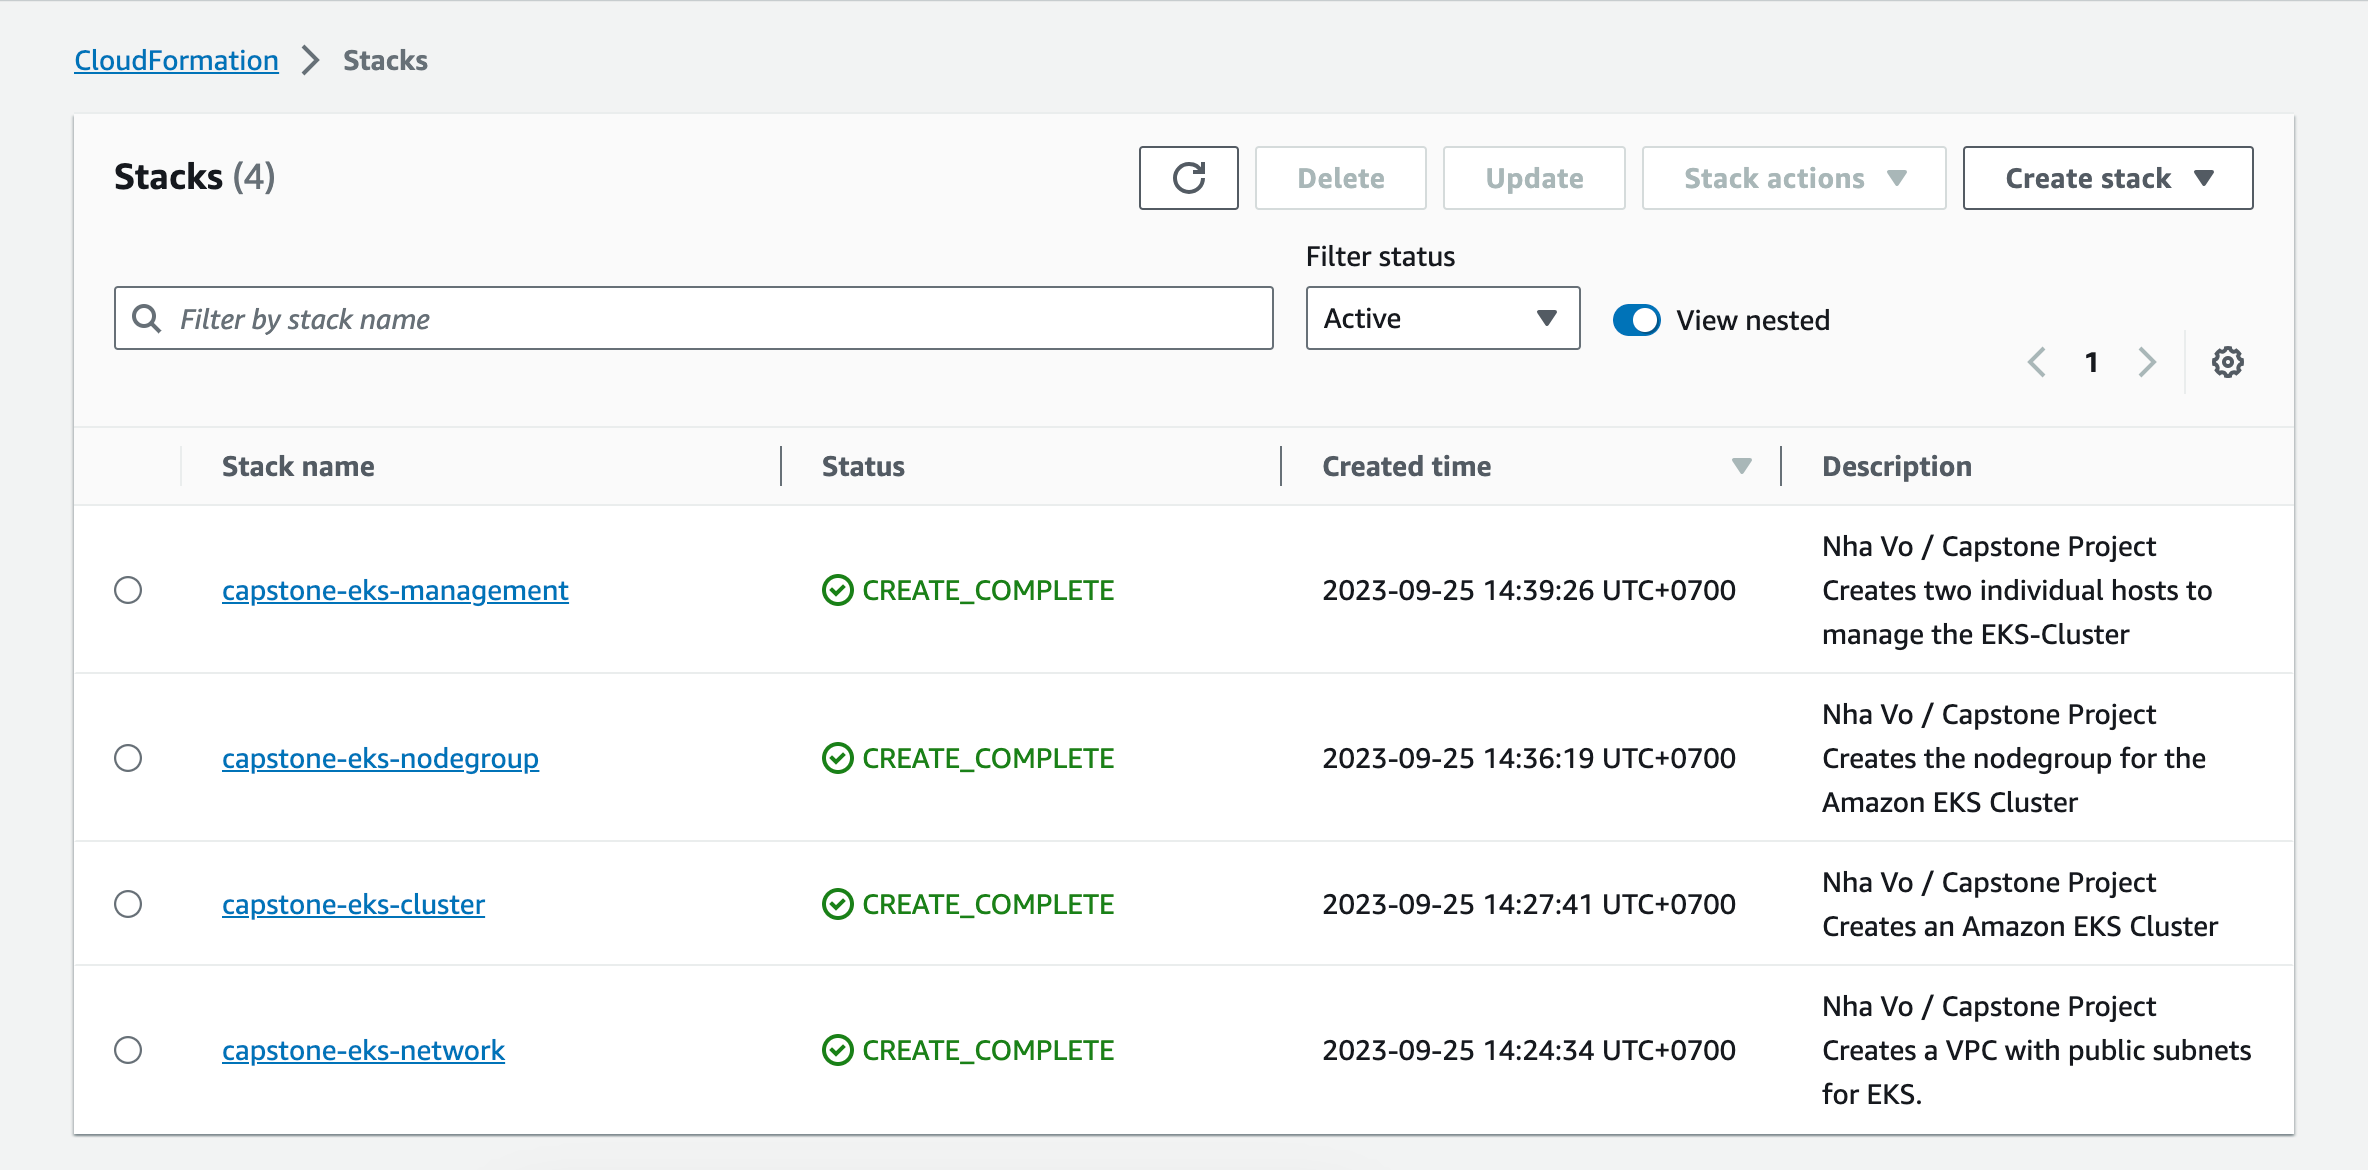 CloudFormation > Stacks
Stacks (4)
Delete
Update
Stack actions
Create stack
Filter status
Filter by stack name
Active
View nested
1
Stack name Status Created time Description
capstone-eks-management CREATE_COMPLETE 2023-09-25 14:39:26 UTC+0700 Nha Vo / Capstone Project
Creates two individual hosts to
manage the EKS-Cluster
capstone-eks-nodegroup CREATE_COMPLETE 2023-09-25 14:36:19 UTC+0700 Nha Vo / Capstone Project
Creates the nodegroup for the
Amazon EKS Cluster
capstone-eks-cluster CREATE_COMPLETE 2023-09-25 14:27:41 UTC+0700 Nha Vo / Capstone Project
Creates an Amazon EKS Cluster
capstone-eks-network CREATE_COMPLETE 2023-09-25 14:24:34 UTC+0700 Nha Vo / Capstone Project
Creates a VPC with public subnets
for EKS.